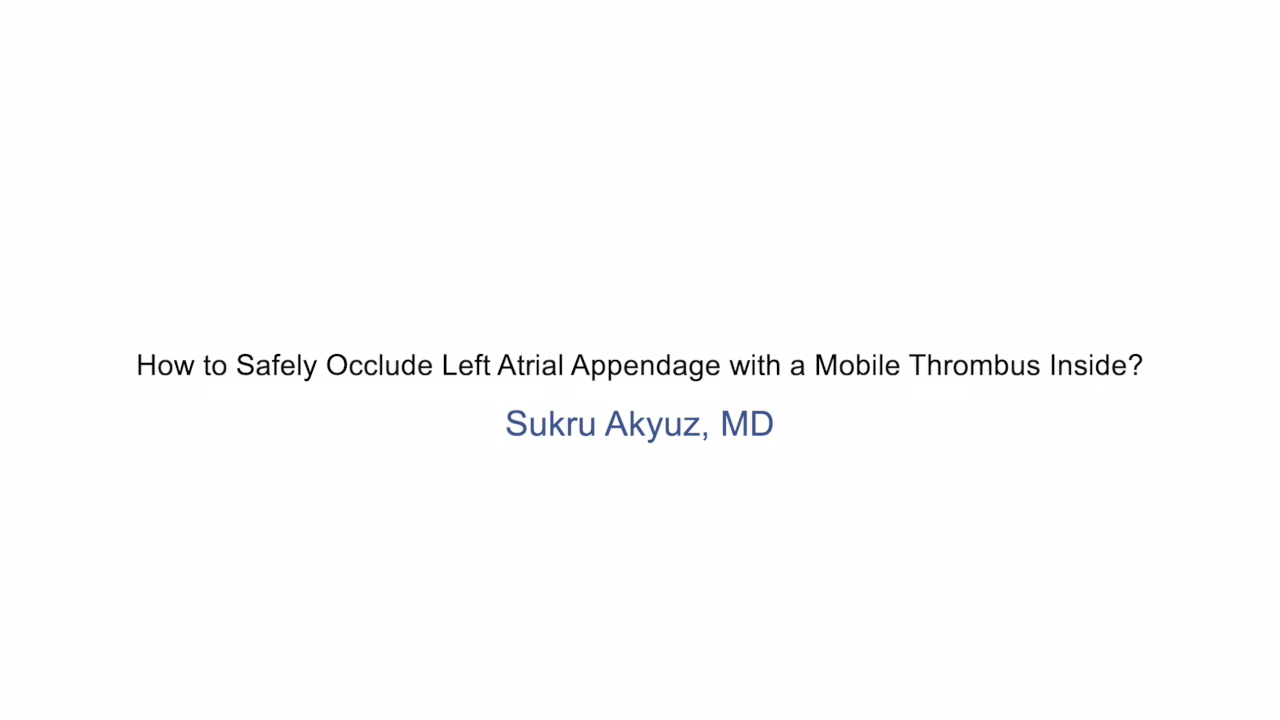 How to Safely Occlude Left Atrial Appendage with a Mobile Thrombus Inside?
Sukru Akyuz, MD